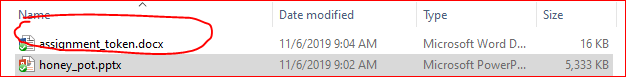 Name Date modified Type Size
assignment_token.docx 11/6/2019 9:04 AM Microsoft Word D... 16 KB
honey_pot.pptx 11/6/2019 9:02 AM Microsoft PowerP... 5,333 KB